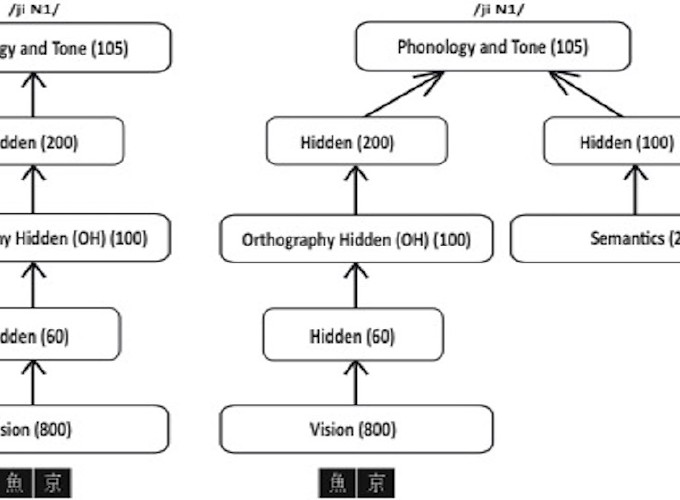 /ji N1/
gy and Tone (105)
dden (200)
hy Hidden (OH) (100)
dden (60)
sion (800)
魚 京
/ji N1/
Phonology and Tone (105)
Hidden (200)
Orthography Hidden (OH) (100)
Hidden (60)
Vision (800)
魚 京
Hidden (100)
Semantics (2